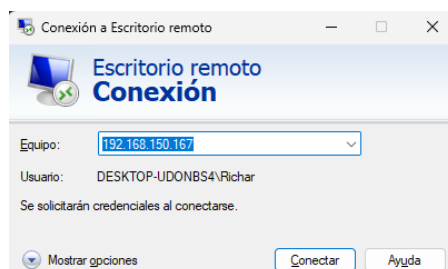 Conexión a Escritorio remoto
Escritorio remoto
Conexión
Equipo: 192.168.150.167
Usuario: DESKTOP-UDONBS4\Richar
Se solicitarán credenciales al conectarse.
Mostrar opciones Conectar Ayuda